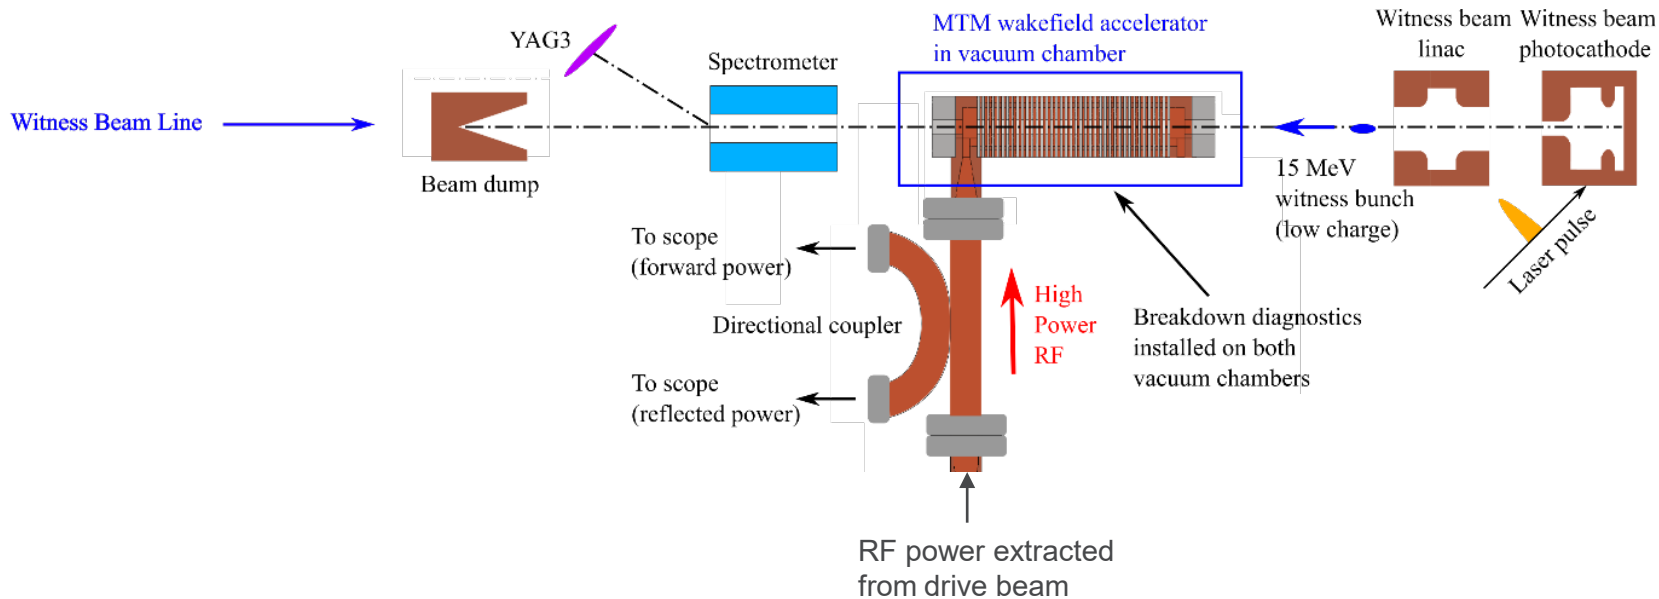 YAG3
Spectrometer
MTM wakefield accelerator
in vacuum chamber
Witness beam
linac
Witness beam
photocathode
Witness Beam Line
Beam dump
15 MeV
witness bunch
(low charge)
Laser pulse
To scope
(forward power)
Directional coupler
High
Power
RF
Breakdown diagnostics
installed on both
vacuum chambers
To scope
(reflected power)
RF power extracted
from drive beam